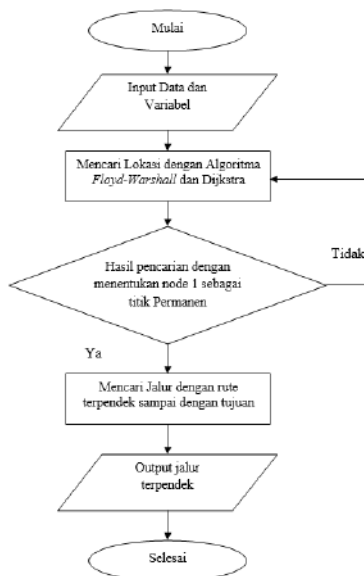 Mulai
Input Data dan
Variabel
Mencari Lokasi dengan Algoritma
Floyd-Warshall dan Dijkstra
Hasil pencarian dengan
menentukan node 1 sebagai
titik Permanen
Tidak
Ya
Mencari Jalur dengan rute
terpendek sampai dengan tujuan
Output jalur
terpendek
Selesai